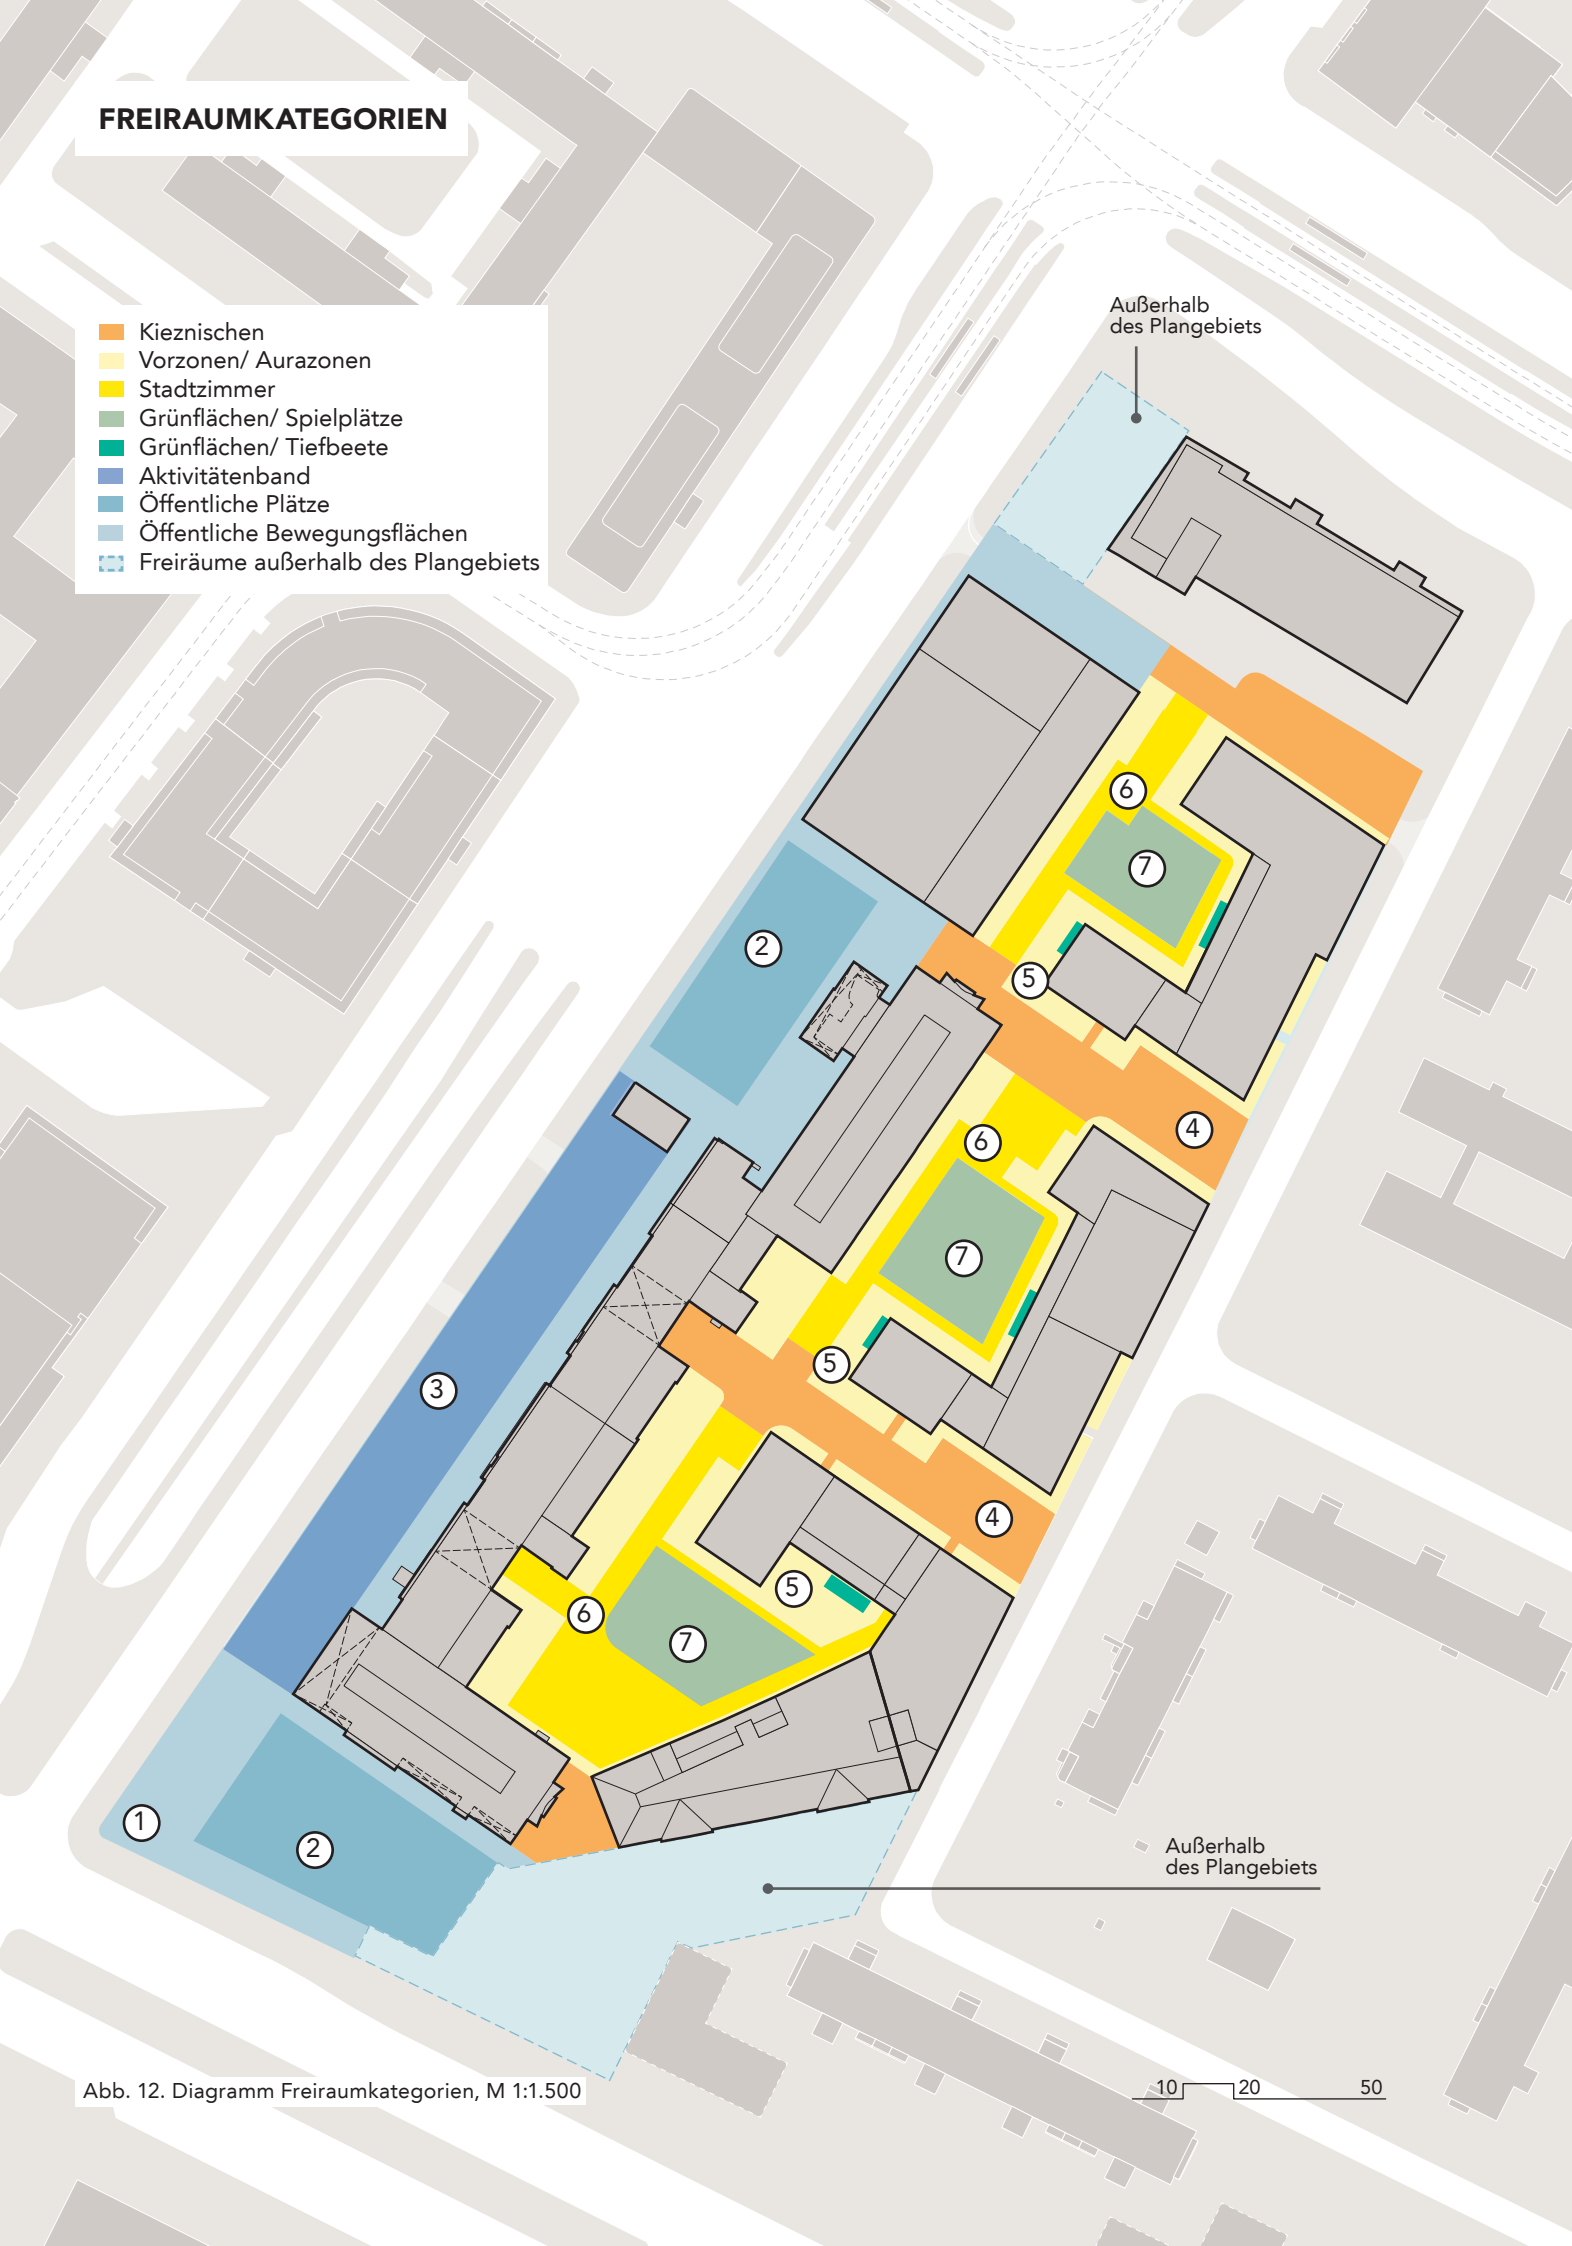 FREIRAUMKATEGORIEN
Kieznischen
Vorzonen/ Aurazonen
Stadtzimmer
Grünflächen/ Spielplätze
Grünflächen/ Tiefbeete
Aktivitätenband
Öffentliche Plätze
Öffentliche Bewegungsflächen
Freiräume außerhalb des Plangebiets
Außerhalb
des Plangebiets
6
7
2
5
4
6
7
5
3
4
5
6
7
1
2
Außerhalb
des Plangebiets
Abb. 12. Diagramm Freiraumkategorien, M 1:1.500
10 20 50